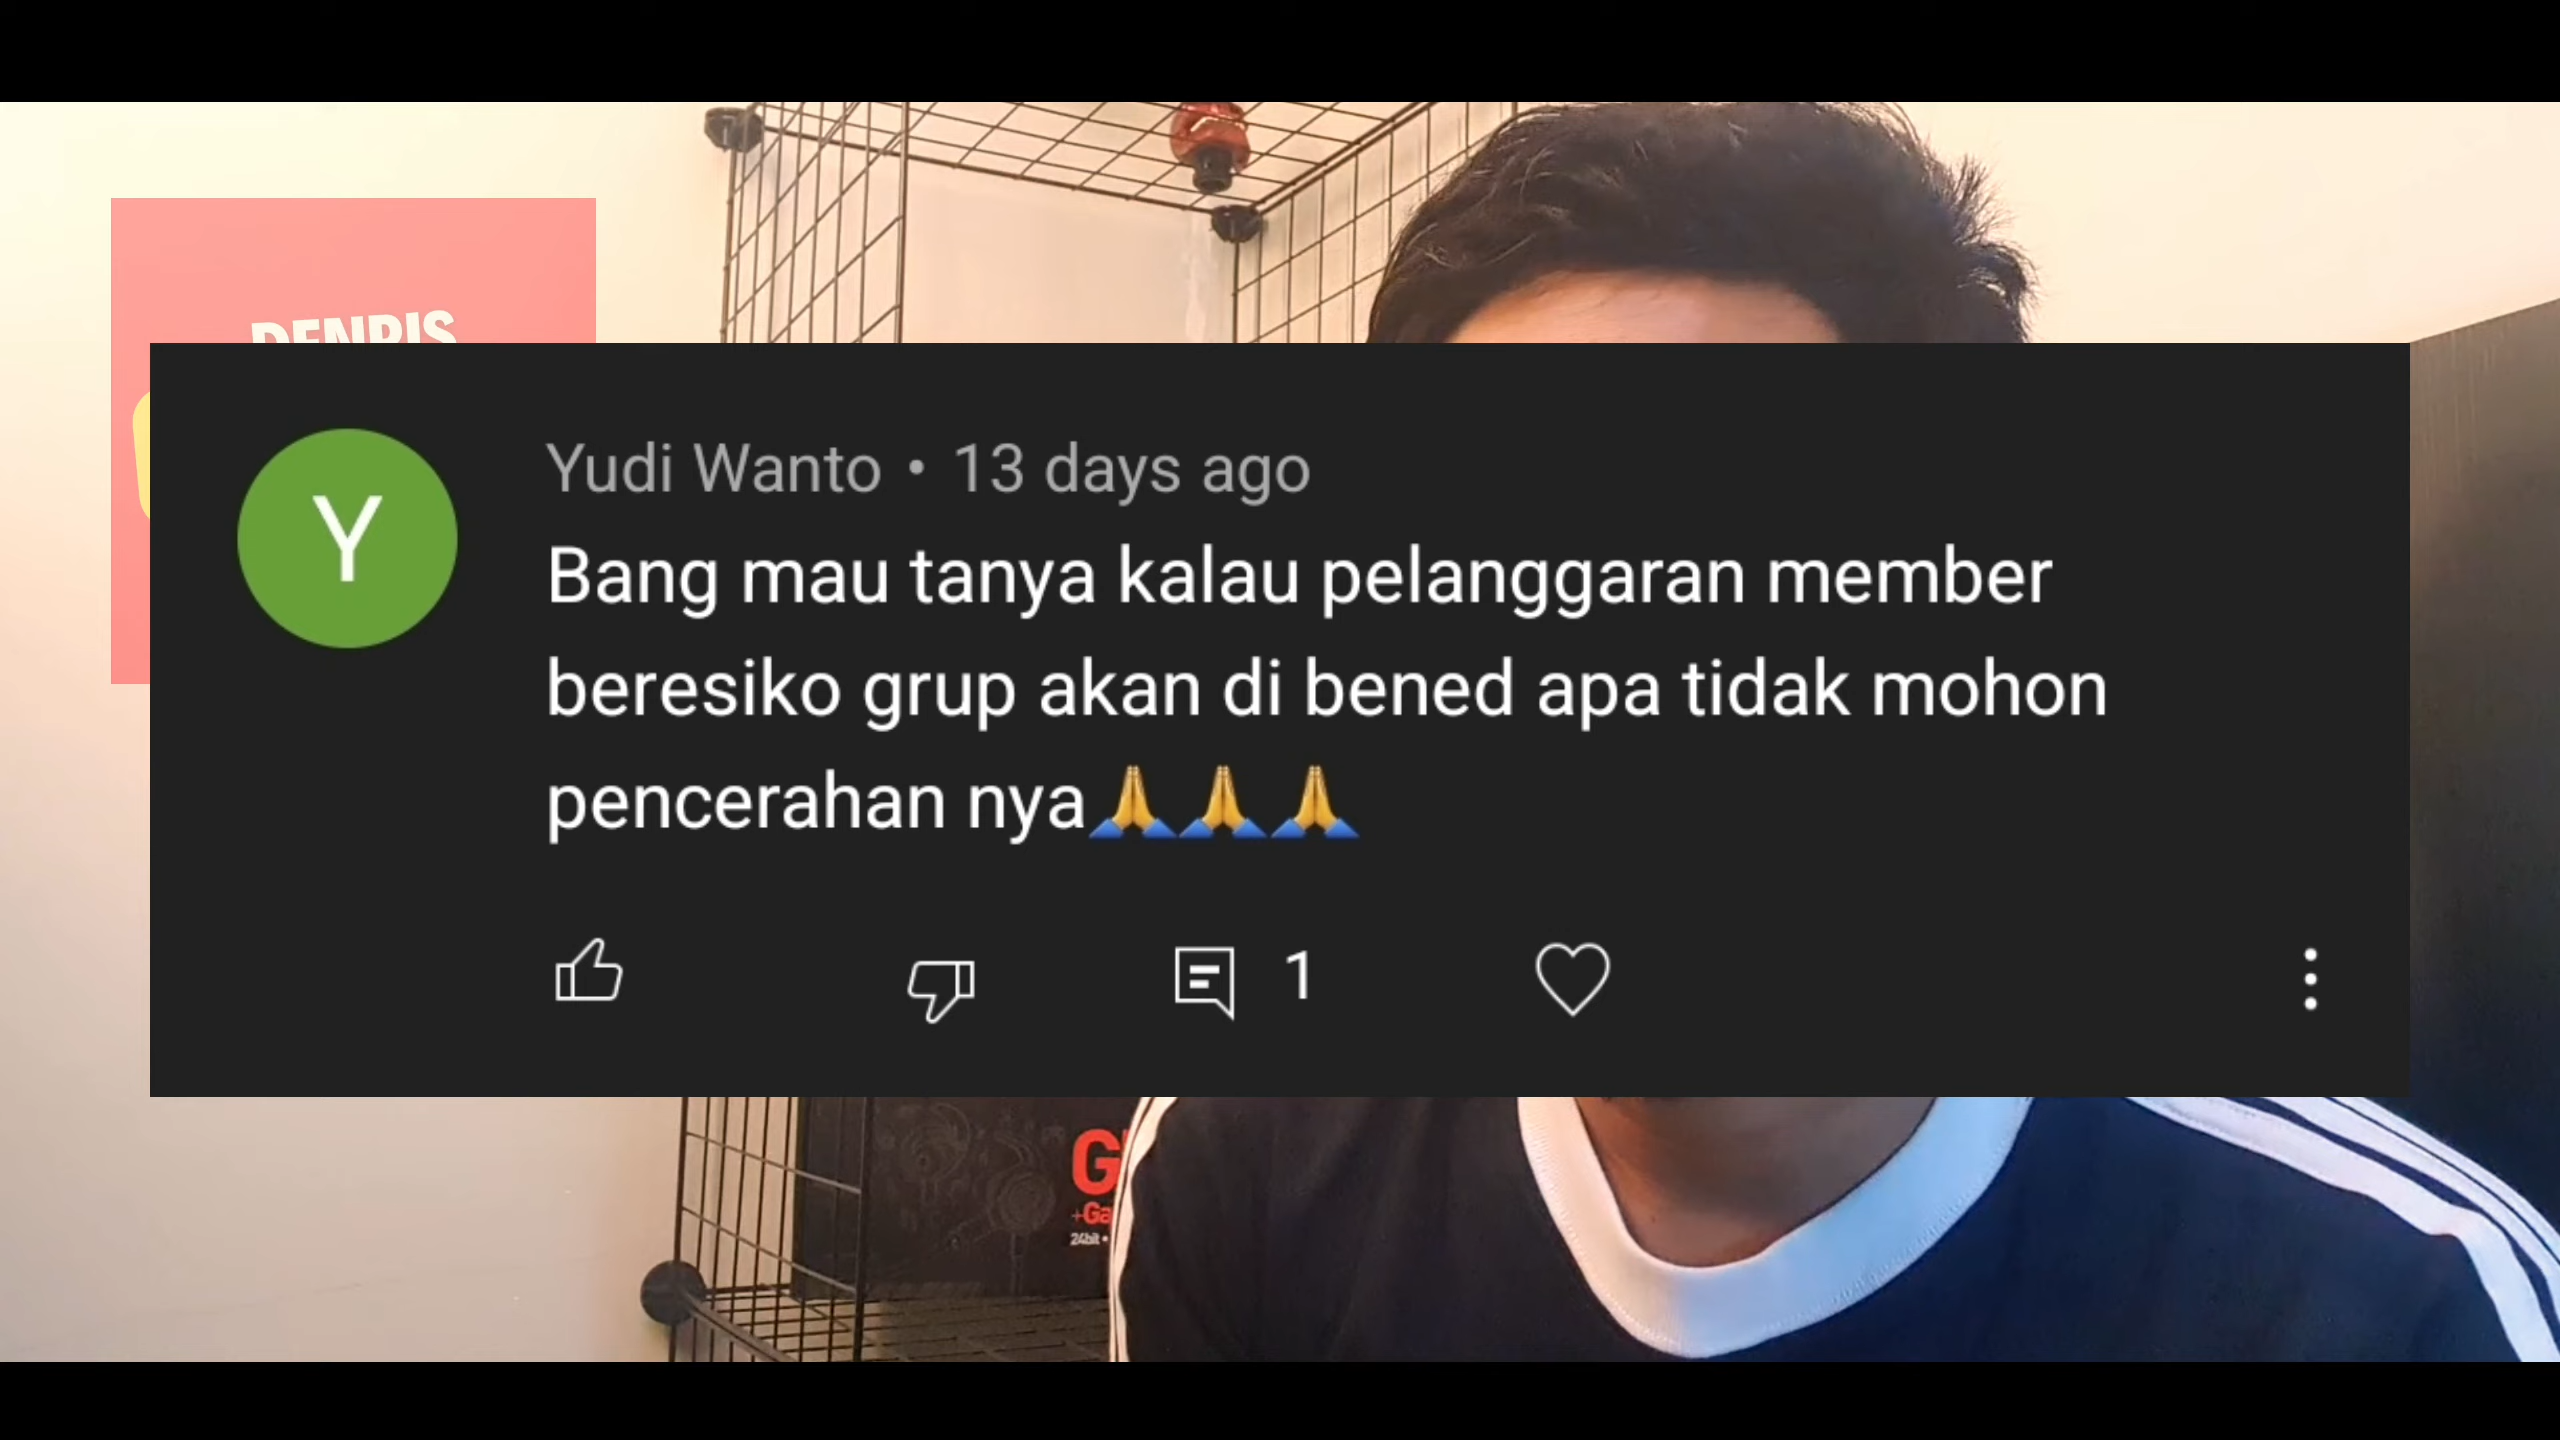 Yudi Wanto • 13 days ago
Y
Bang mau tanya kalau pelanggaran member
beresiko grup akan di bened apa tidak mohon
pencerahan nya🙏🙏🙏
1
24bit •